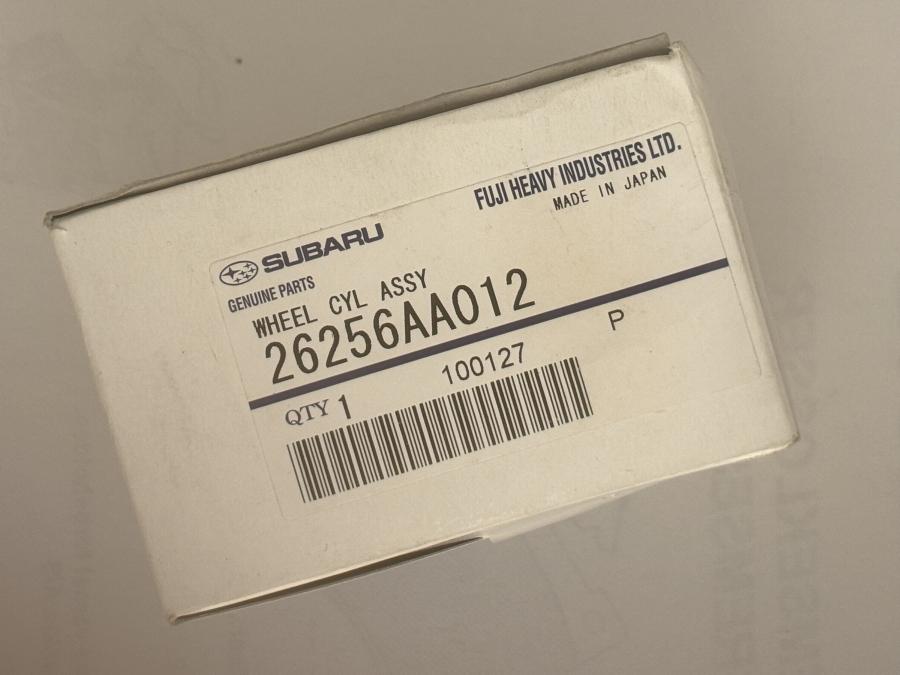 FUJI HEAVY INDUSTRIES LTD.
MADE IN JAPAN
SUBARU
GENUINE PARTS
WHEEL CYL ASSY
26256AA012
P
QTY 1
100127